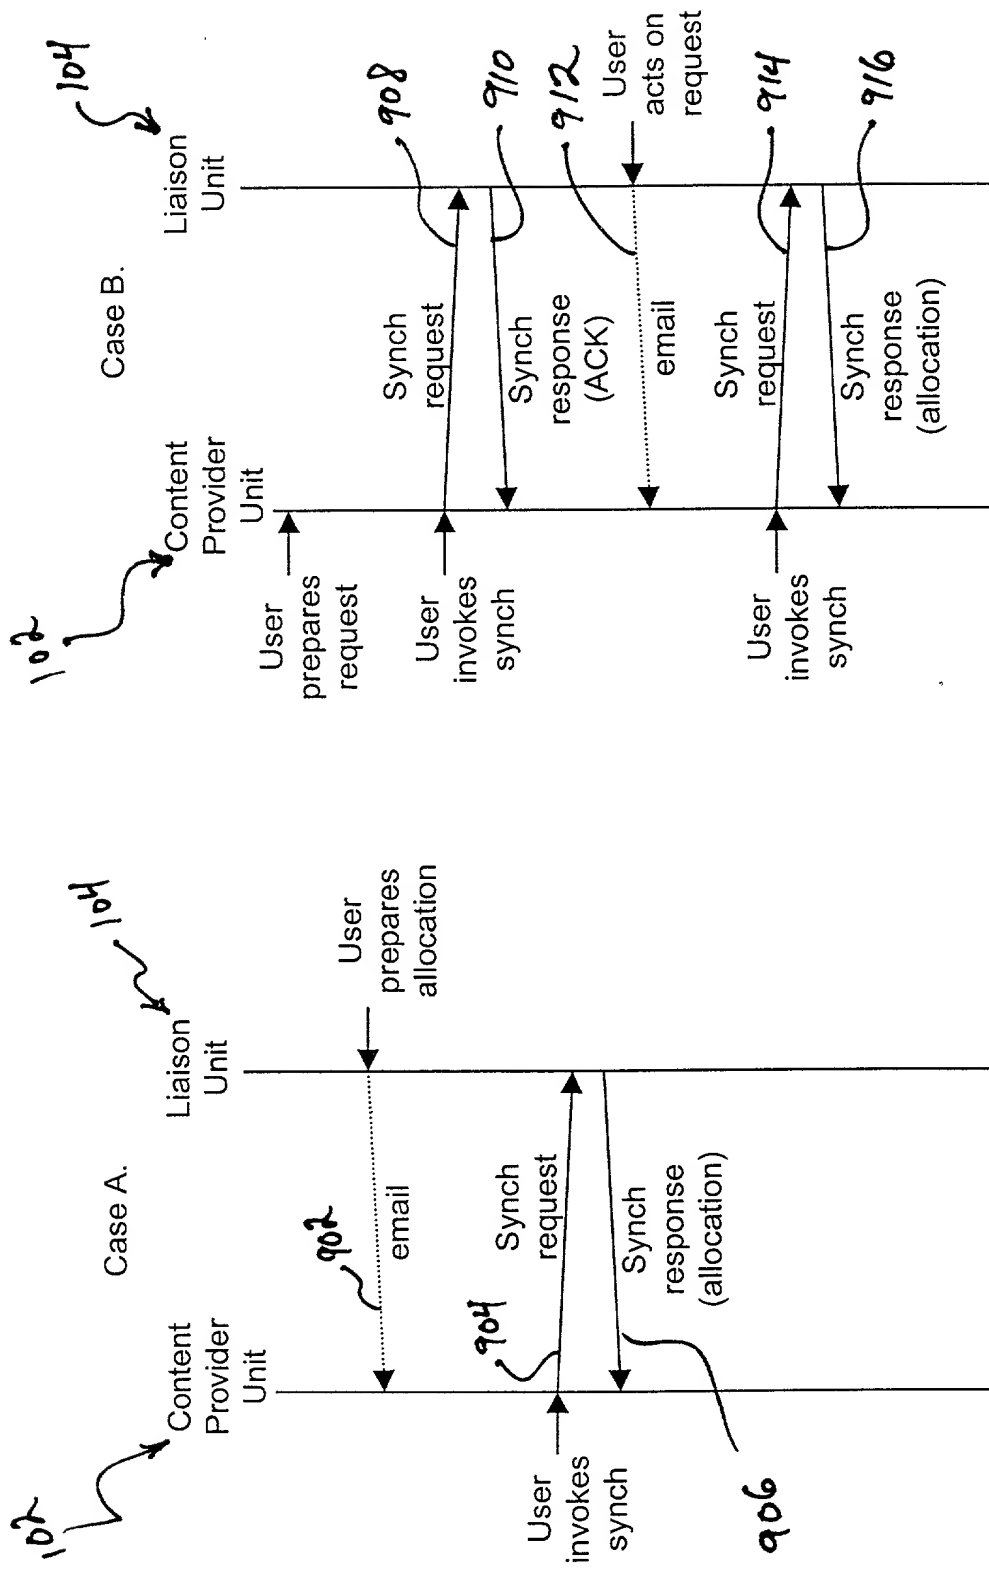 Case A.
102
Content
Provider
Unit
104
Liaison
Unit
User
prepares
allocation
902
email
User
invokes
synch
904
Synch
request
Synch
response
(allocation)
906
Case B.
102
Content
Provider
Unit
104
Liaison
Unit
User
prepares
request
User
invokes
synch
Synch
request
908
Synch
response
(ACK)
910
912
email
User
acts on
request
User
invokes
synch
Synch
request
914
Synch
response
(allocation)
916